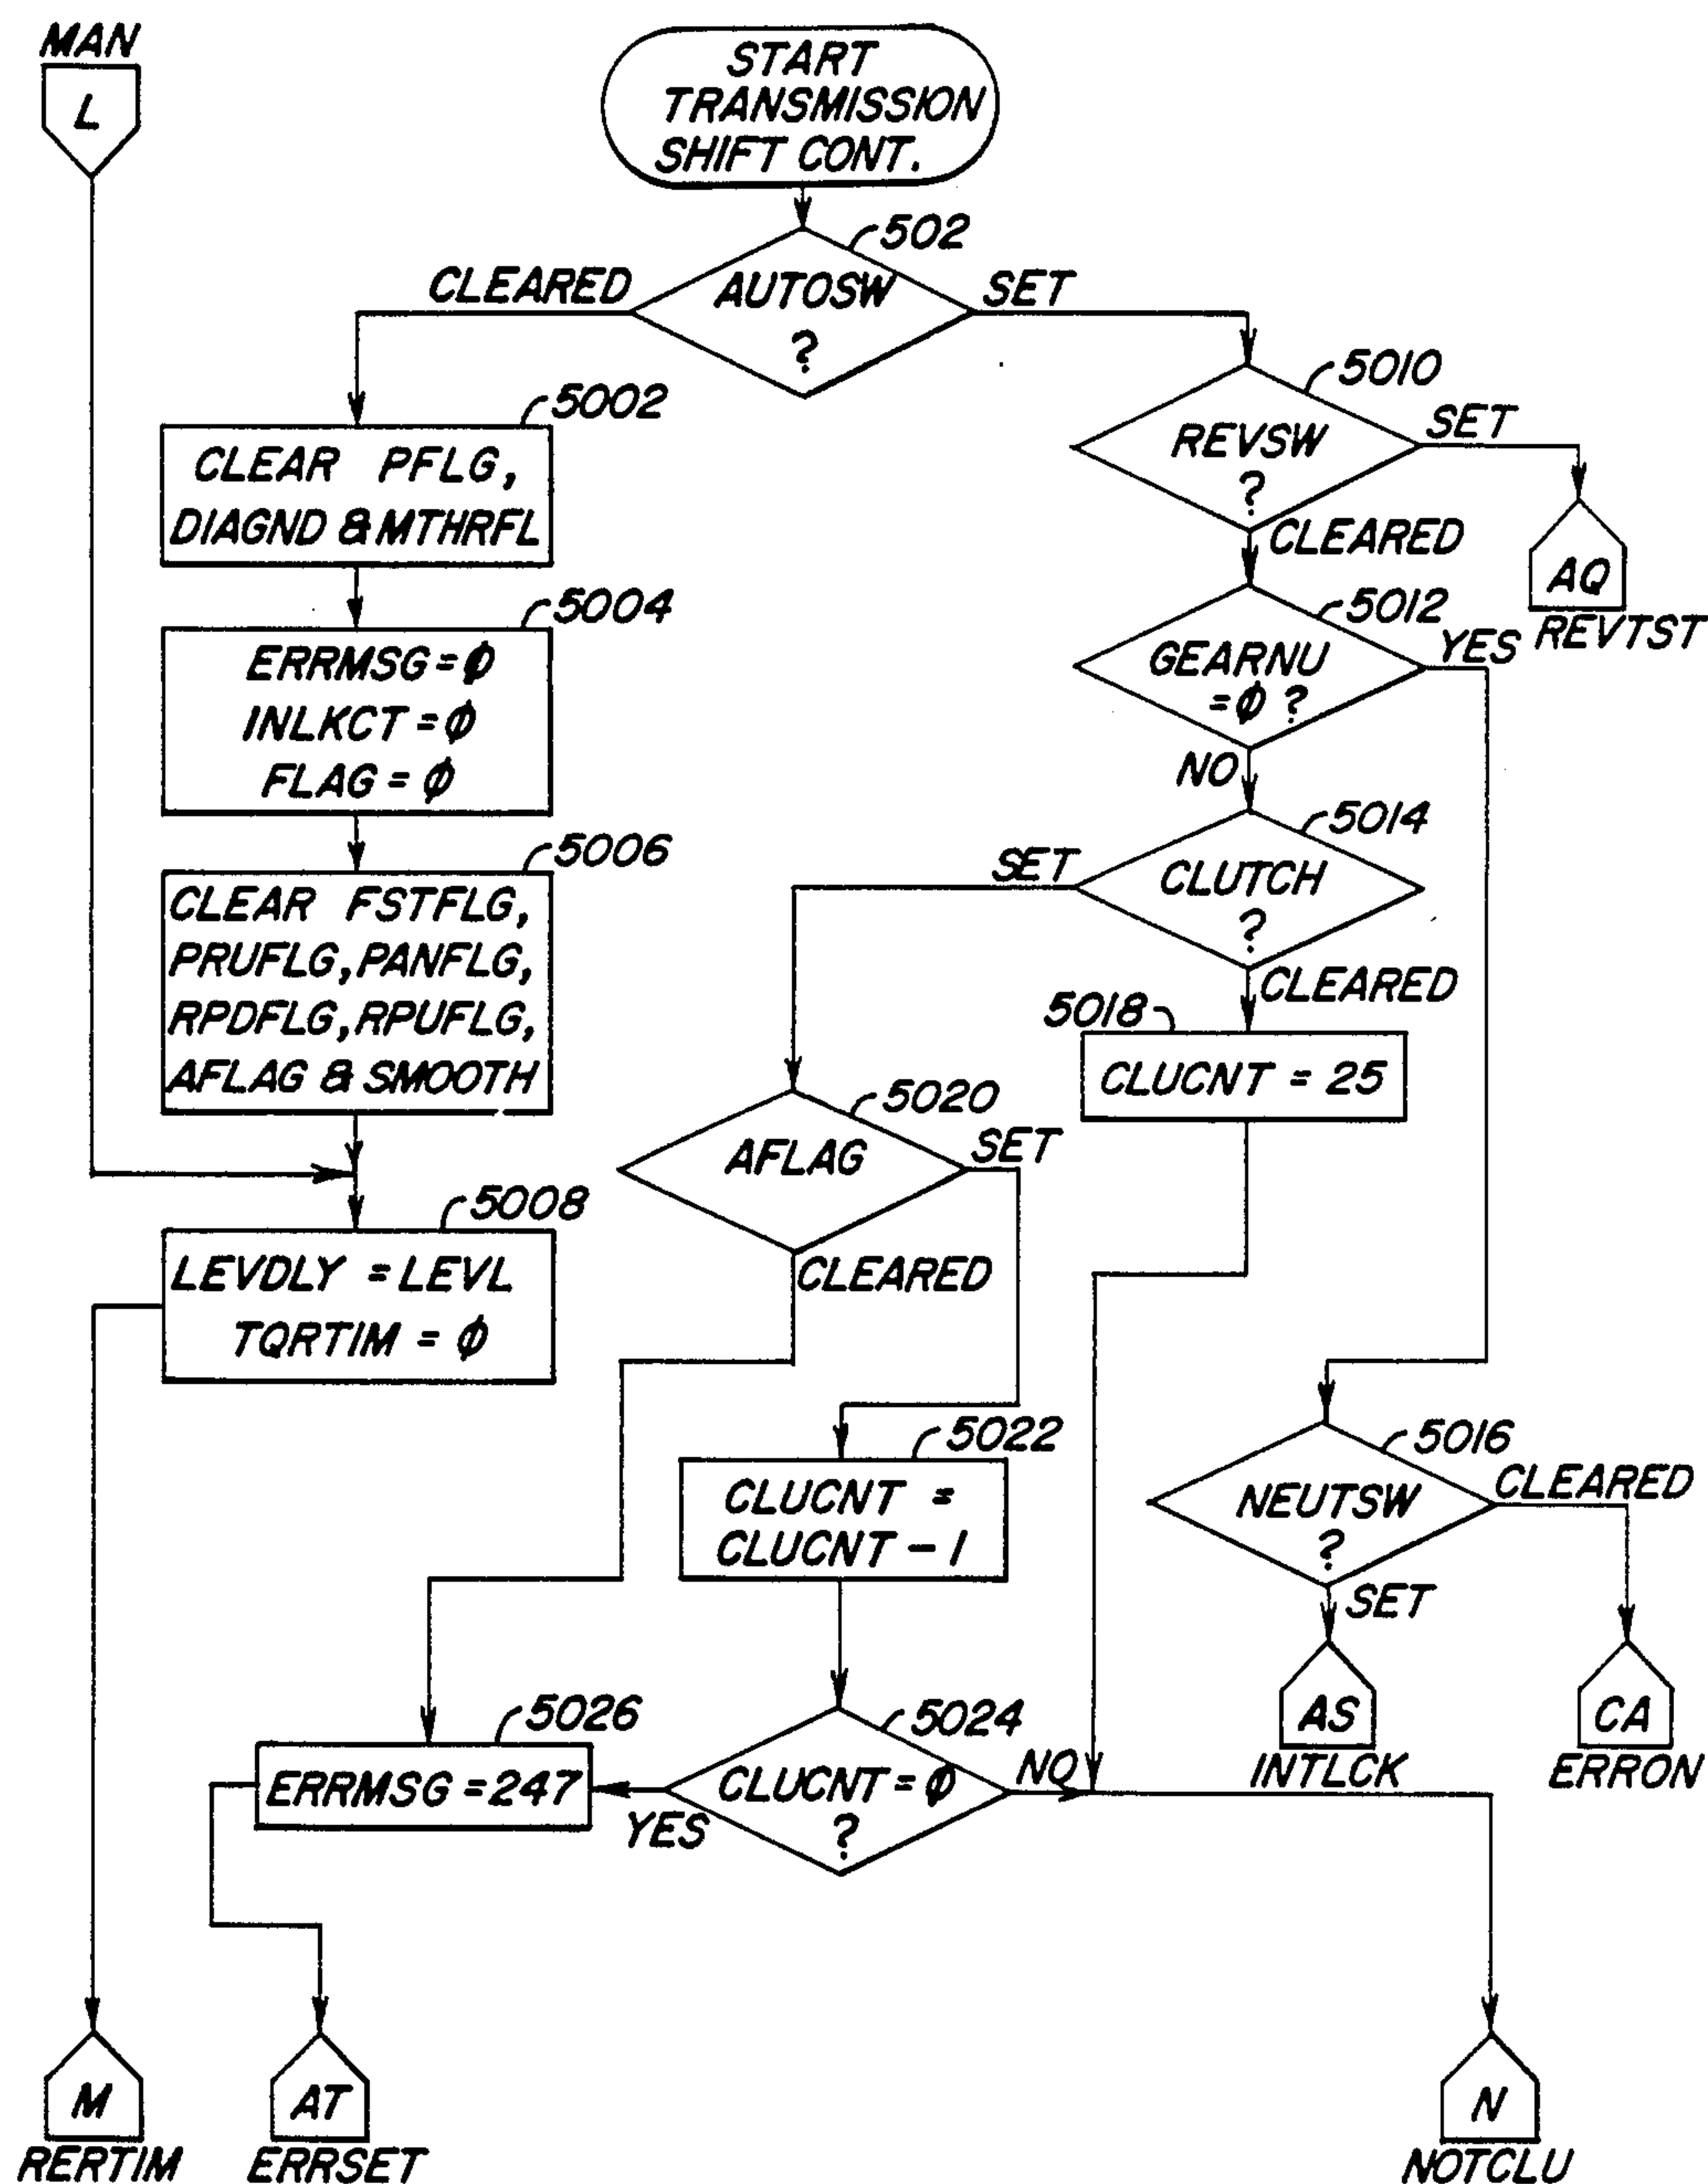 MAN
L
START
TRANSMISSION
SHIFT CONT.
502
AUTOSW
?
CLEARED
SET
5002
CLEAR PFLG,
DIAGND & MTHRFL
5004
ERRMSG = ϕ
INLKCT = ϕ
FLAG = ϕ
5006
CLEAR FSTFLG,
PRUFLG, PANFLG,
RPDFLG, RPUFLG,
AFLAG & SMOOTH
5008
LEVDLY = LEVL
TQRTIM = ϕ
5010
REVSW
?
SET
CLEARED
AQ
REVTST
5012
GEARNU
= ϕ ?
YES
NO
5014
CLUTCH
?
SET
CLEARED
5018
CLUCNT = 25
5020
AFLAG
SET
CLEARED
5022
CLUCNT =
CLUCNT - 1
5016
NEUTSW
?
CLEARED
SET
AS
INTLCK
CA
ERRON
5026
ERRMSG = 247
5024
CLUCNT = ϕ
?
YES
NO
M
RERTIM
AT
ERRSET
N
NOTCLU